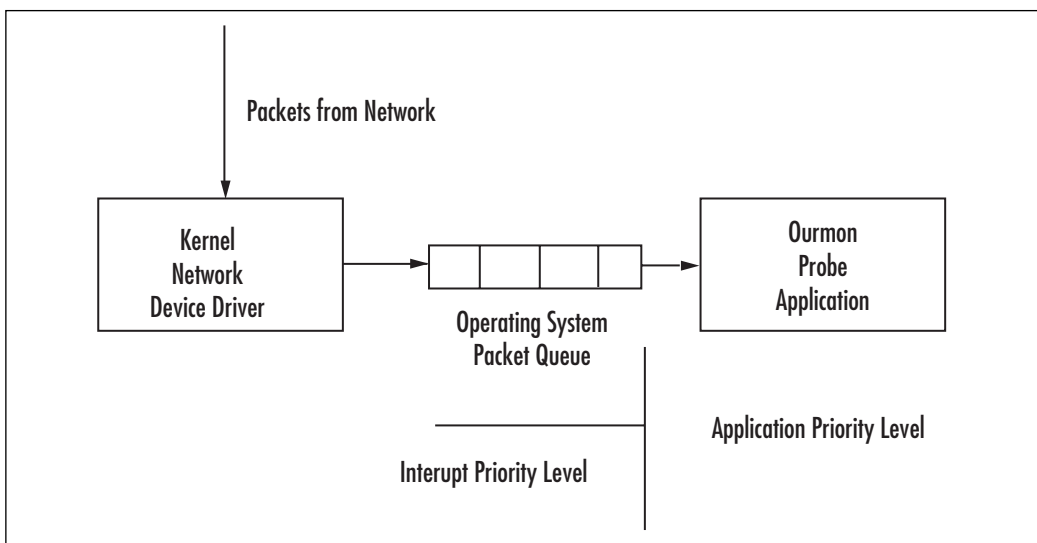 Packets from Network
Kernel
Network
Device Driver
Ourmon
Probe
Application
Operating System
Packet Queue
Application Priority Level
Interupt Priority Level